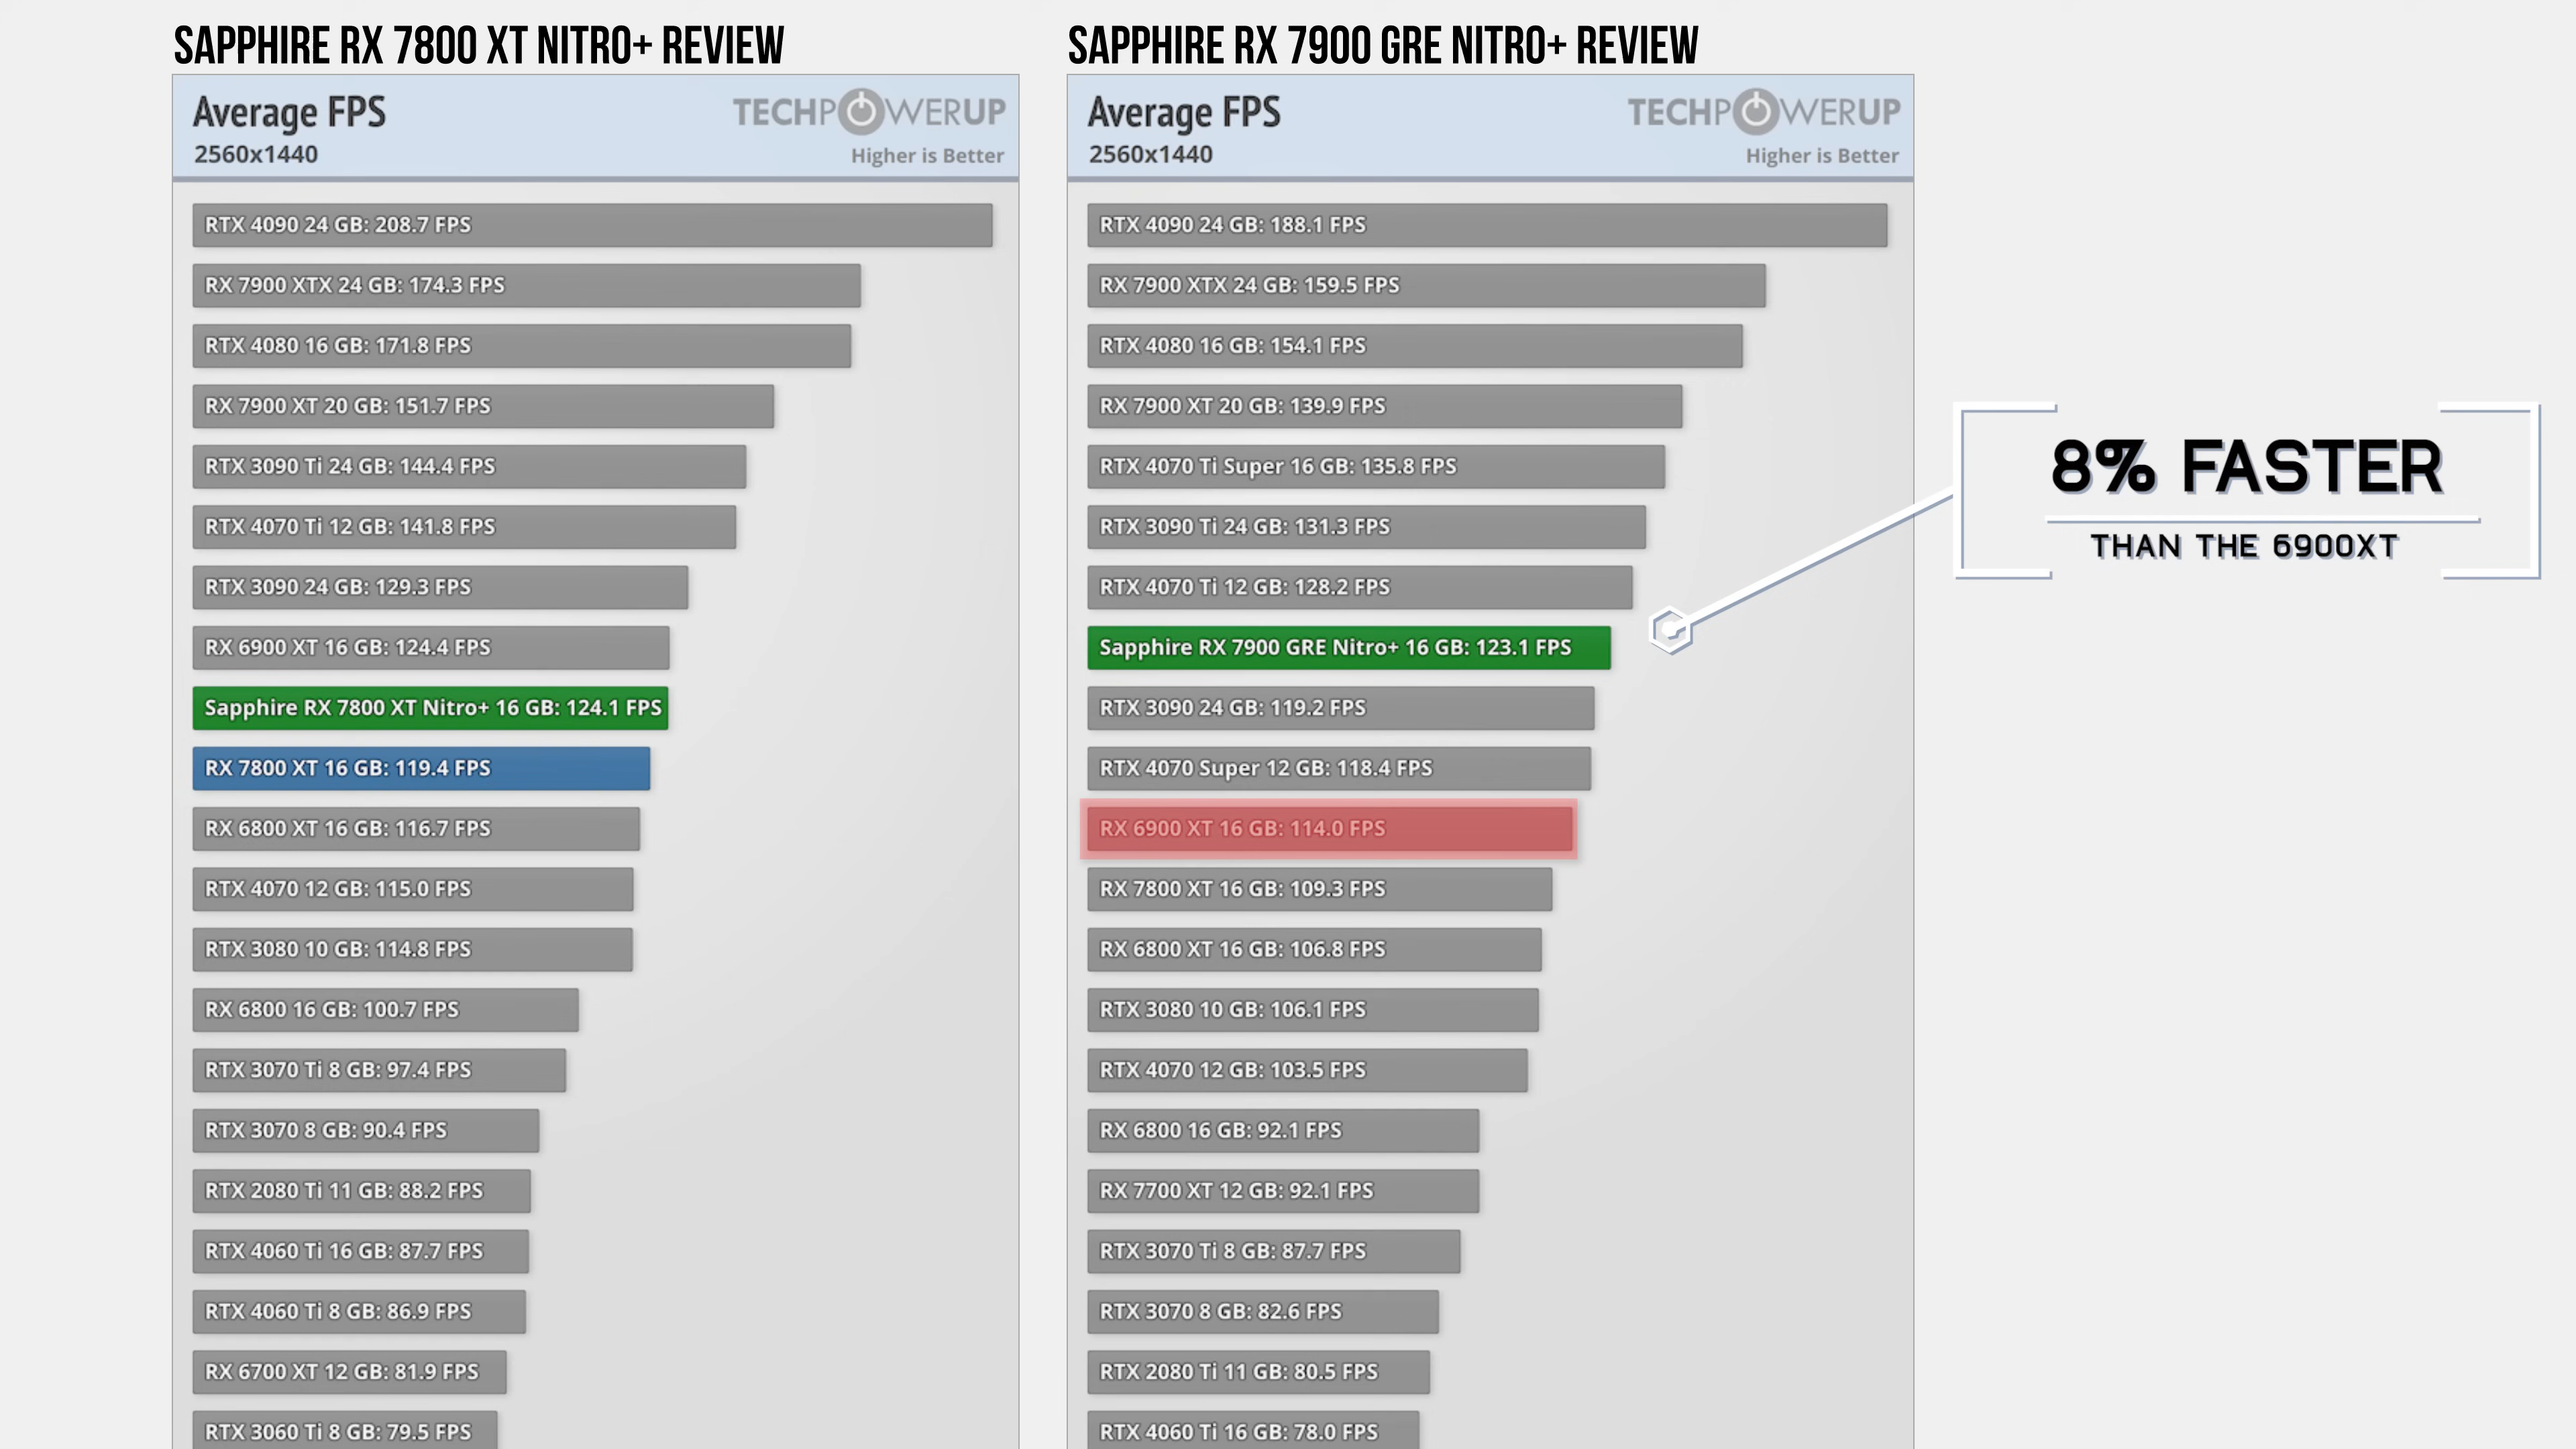 SAPPHIRE RX 7800 XT NITRO+ REVIEW
Average FPS
TECHPOWERUP
2560x1440
Higher is Better
RTX 4090 24 GB: 208.7 FPS
RX 7900 XTX 24 GB: 174.3 FPS
RTX 4080 16 GB: 171.8 FPS
RX 7900 XT 20 GB: 151.7 FPS
RTX 3090 Ti 24 GB: 144.4 FPS
RTX 4070 Ti 12 GB: 141.8 FPS
RTX 3090 24 GB: 129.3 FPS
RX 6900 XT 16 GB: 124.4 FPS
Sapphire RX 7800 XT Nitro+ 16 GB: 124.1 FPS
RX 7800 XT 16 GB: 119.4 FPS
RX 6800 XT 16 GB: 116.7 FPS
RTX 4070 12 GB: 115.0 FPS
RTX 3080 10 GB: 114.8 FPS
RX 6800 16 GB: 100.7 FPS
RTX 3070 Ti 8 GB: 97.4 FPS
RTX 3070 8 GB: 90.4 FPS
RTX 2080 Ti 11 GB: 88.2 FPS
RTX 4060 Ti 16 GB: 87.7 FPS
RTX 4060 Ti 8 GB: 86.9 FPS
RX 6700 XT 12 GB: 81.9 FPS
RTX 3060 Ti 8 GB: 79.5 FPS
SAPPHIRE RX 7900 GRE NITRO+ REVIEW
Average FPS
TECHPOWERUP
2560x1440
Higher is Better
RTX 4090 24 GB: 188.1 FPS
RX 7900 XTX 24 GB: 159.5 FPS
RTX 4080 16 GB: 154.1 FPS
RX 7900 XT 20 GB: 139.9 FPS
RTX 4070 Ti Super 16 GB: 135.8 FPS
RTX 3090 Ti 24 GB: 131.3 FPS
RTX 4070 Ti 12 GB: 128.2 FPS
Sapphire RX 7900 GRE Nitro+ 16 GB: 123.1 FPS
RTX 3090 24 GB: 119.2 FPS
RTX 4070 Super 12 GB: 118.4 FPS
RX 6900 XT 16 GB: 114.0 FPS
RX 7800 XT 16 GB: 109.3 FPS
RX 6800 XT 16 GB: 106.8 FPS
RTX 3080 10 GB: 106.1 FPS
RTX 4070 12 GB: 103.5 FPS
RX 6800 16 GB: 92.1 FPS
RX 7700 XT 12 GB: 92.1 FPS
RTX 3070 Ti 8 GB: 87.7 FPS
RTX 3070 8 GB: 82.6 FPS
RTX 2080 Ti 11 GB: 80.5 FPS
RTX 4060 Ti 16 GB: 78.0 FPS
8% FASTER
THAN THE 6900XT